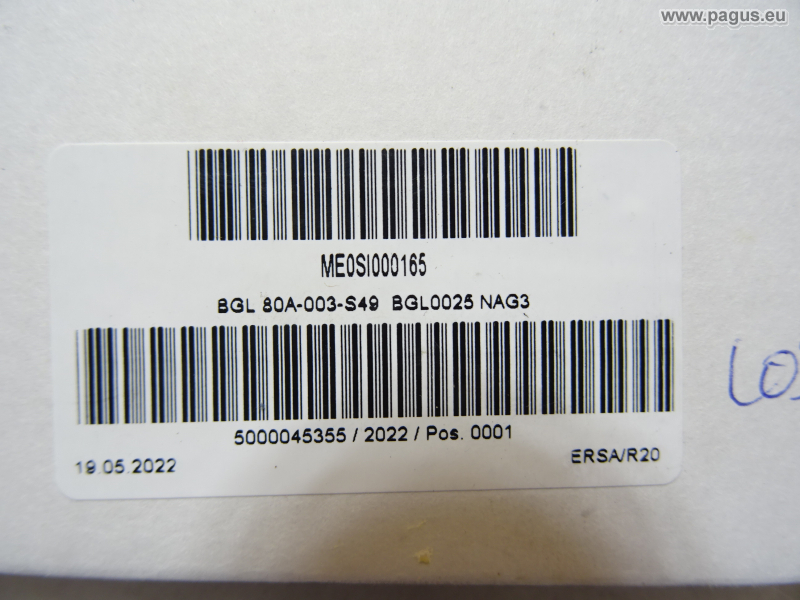 www.pagus.eu
ME0SI000165
BGL 80A-003-S49 BGL0025 NAG3
5000045355 / 2022 / Pos. 0001
19.05.2022
ERSA/R20